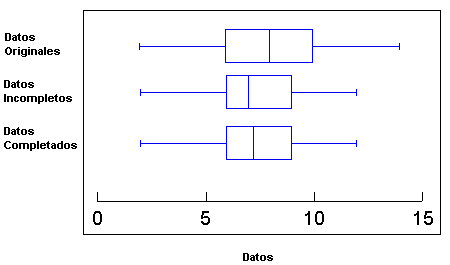 Datos
Originales
Datos
Incompletos
Datos
Completados
0 5 10 15
Datos